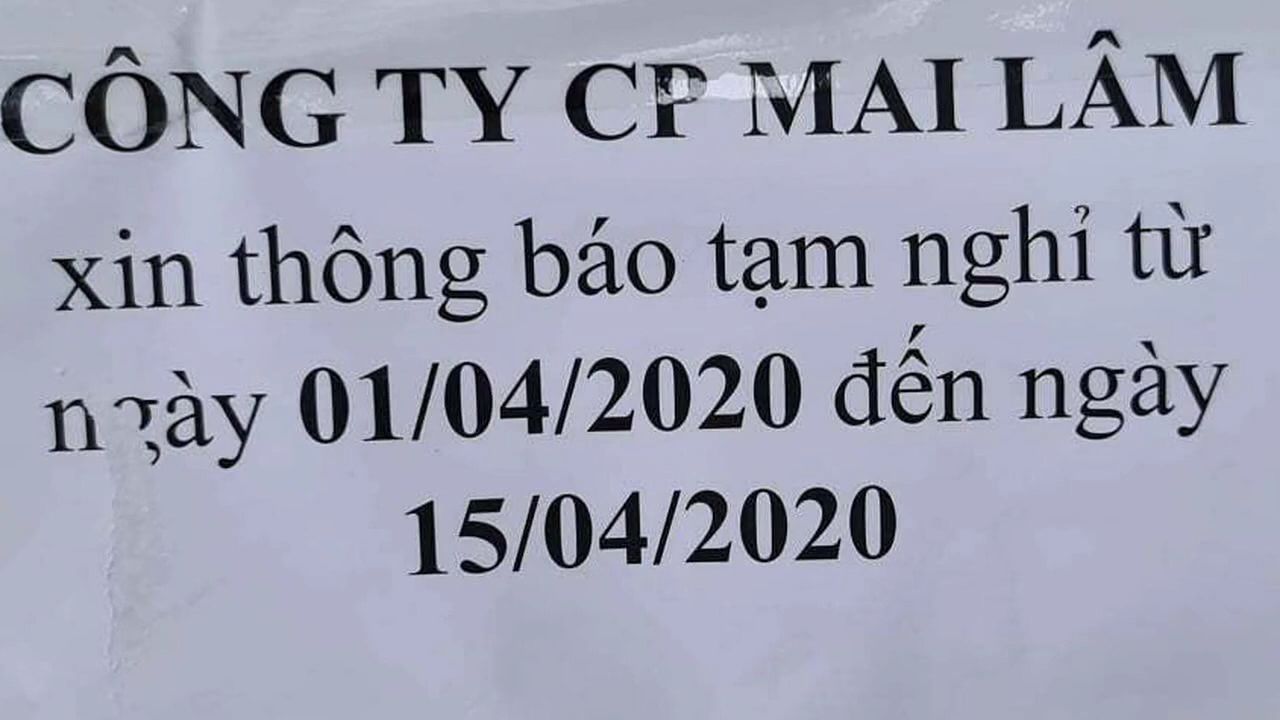 CÔNG TY CP MAI LÂM
xin thông báo tạm nghỉ từ
ngày 01/04/2020 đến ngày
15/04/2020